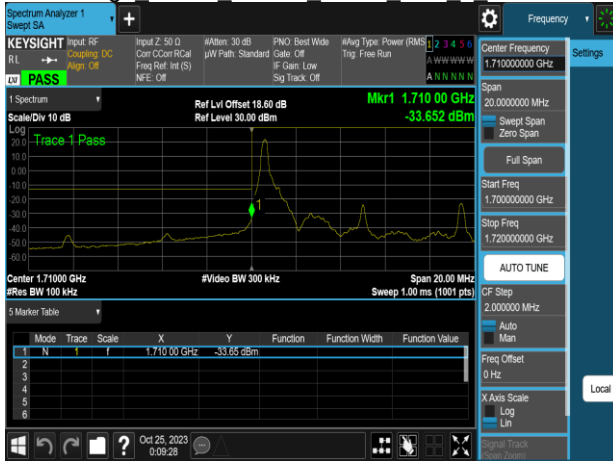 Spectrum Analyzer 1
Swept SA
+
Frequency
KEYSIGHT
RL
LXI
PASS
Input: RF
Coupling: DC
Align: Off
Input Z: 50 Ω
Corr CCorr RCal
Freq Ref: Int (S)
NFE: Off
#Atten: 30 dB
µW Path: Standard
PNO: Best Wide
Gate: Off
IF Gain: Low
Sig Track: Off
#Avg Type: Power (RMS
Trig: Free Run
1 2 3 4 5 6
A W W W W W
A N N N N N
Center Frequency
1.710000000 GHz
Settings
Span
20.0000000 MHz
Swept Span
Zero Span
Full Span
Start Freq
1.700000000 GHz
Stop Freq
1.720000000 GHz
AUTO TUNE
CF Step
2.000000 MHz
Auto
Man
Freq Offset
0 Hz
X Axis Scale
Log
Lin
Signal Track
(Span Zoom)
Local
1 Spectrum
Scale/Div 10 dB
Ref Lvl Offset 18.60 dB
Ref Level 30.00 dBm
Mkr1 1.710 00 GHz
-33.652 dBm
Log
Trace 1 Pass
20.0
10.0
0.00
-10.0
-20.0
-30.0
-40.0
-50.0
-60.0
1
Center 1.71000 GHz
#Res BW 100 kHz
#Video BW 300 kHz
Span 20.00 MHz
Sweep 1.00 ms (1001 pts)
5 Marker Table
Mode Trace Scale X Y Function Function Width Function Value
1 N 1 f 1.710 00 GHz -33.65 dBm
2
3
4
5
6
?
Oct 25, 2023
0:09:28